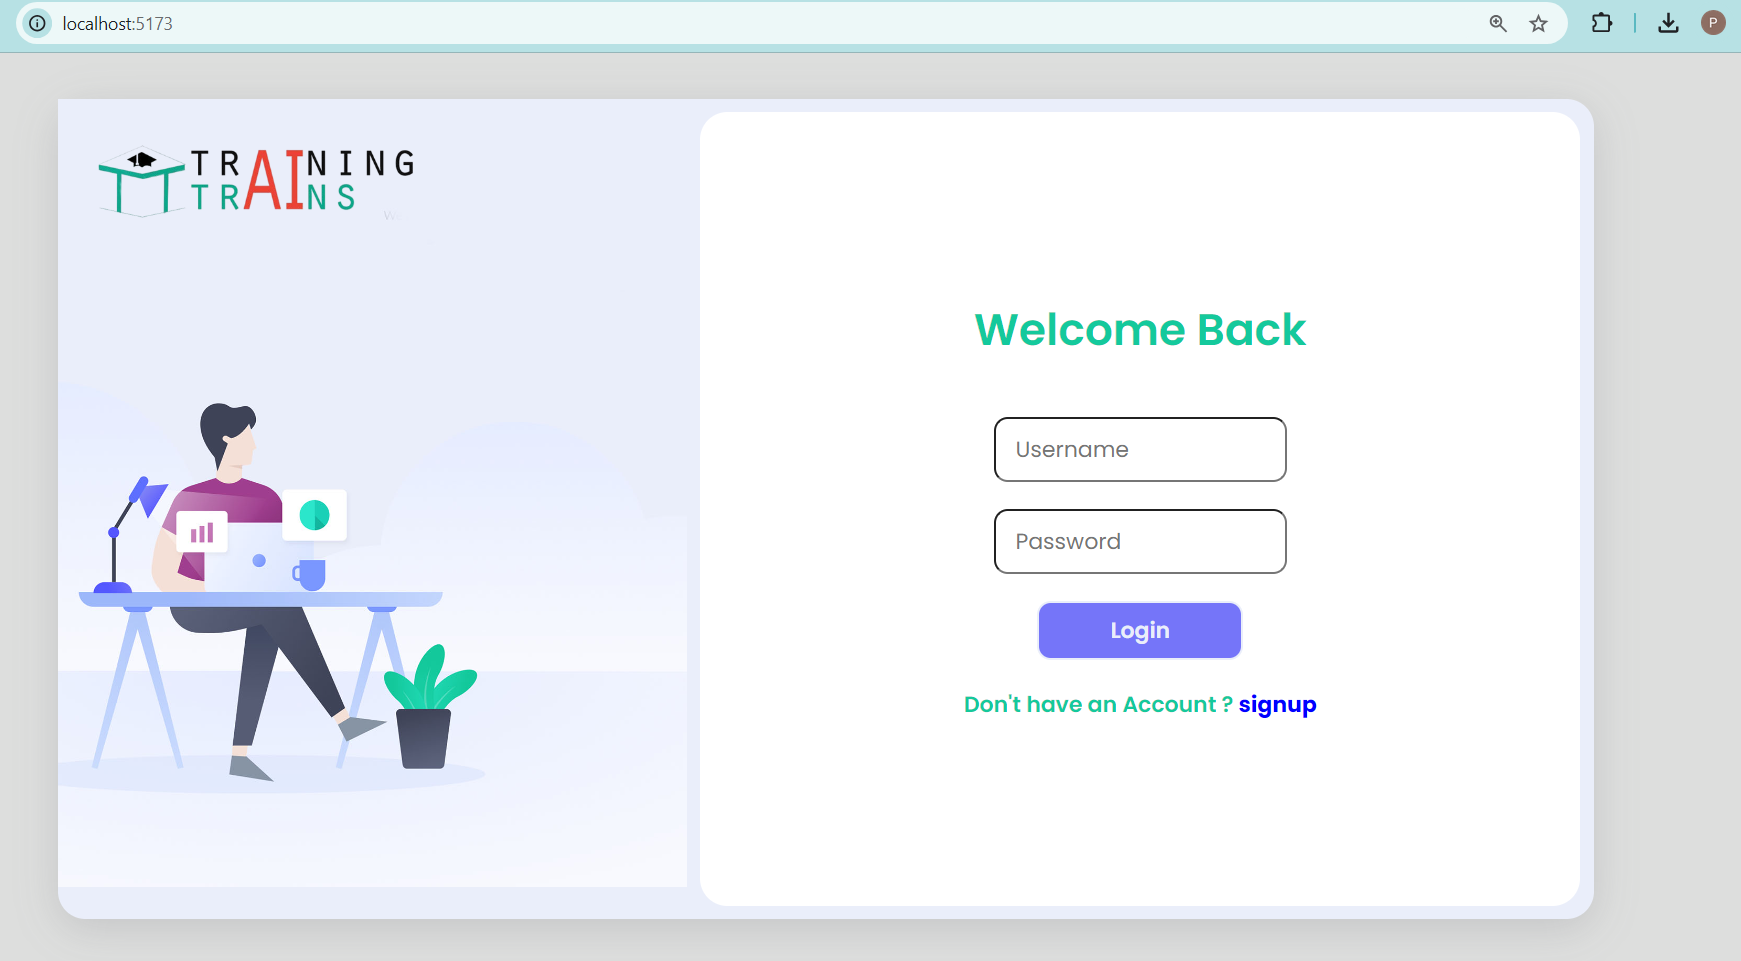 localhost:5173
P
TRAINING
TRAINS
Welcome Back
Username
Password
Login
Don't have an Account ? signup